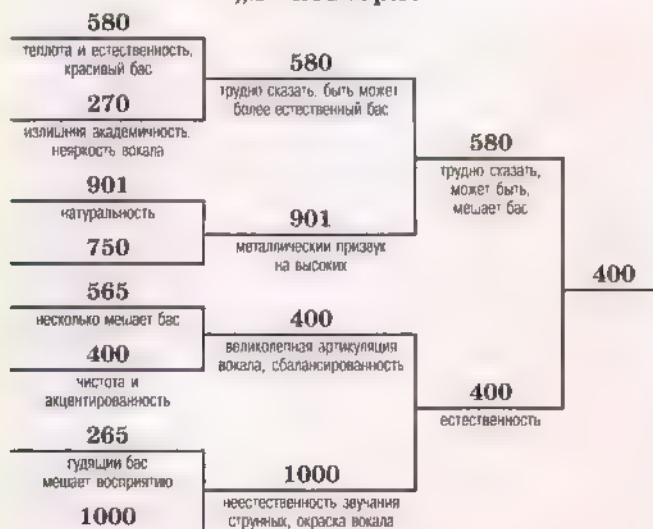 580
теплота и естественность,
красивый бас
270
излишняя академичность,
неяркость вокала
901
натуральность
750
565
несколько мешает бас
400
чистота и
акцентированность
265
гудящий бас
мешает восприятию
1000
580
трудно сказать, быть может
более естественный бас
901
металлический призвук
на высоких
400
великолепная артикуляция
вокала, сбалансированность
1000
неестественность звучания
струнных, окраска вокала
580
трудно сказать,
может быть,
мешает бас
400
естественность
400